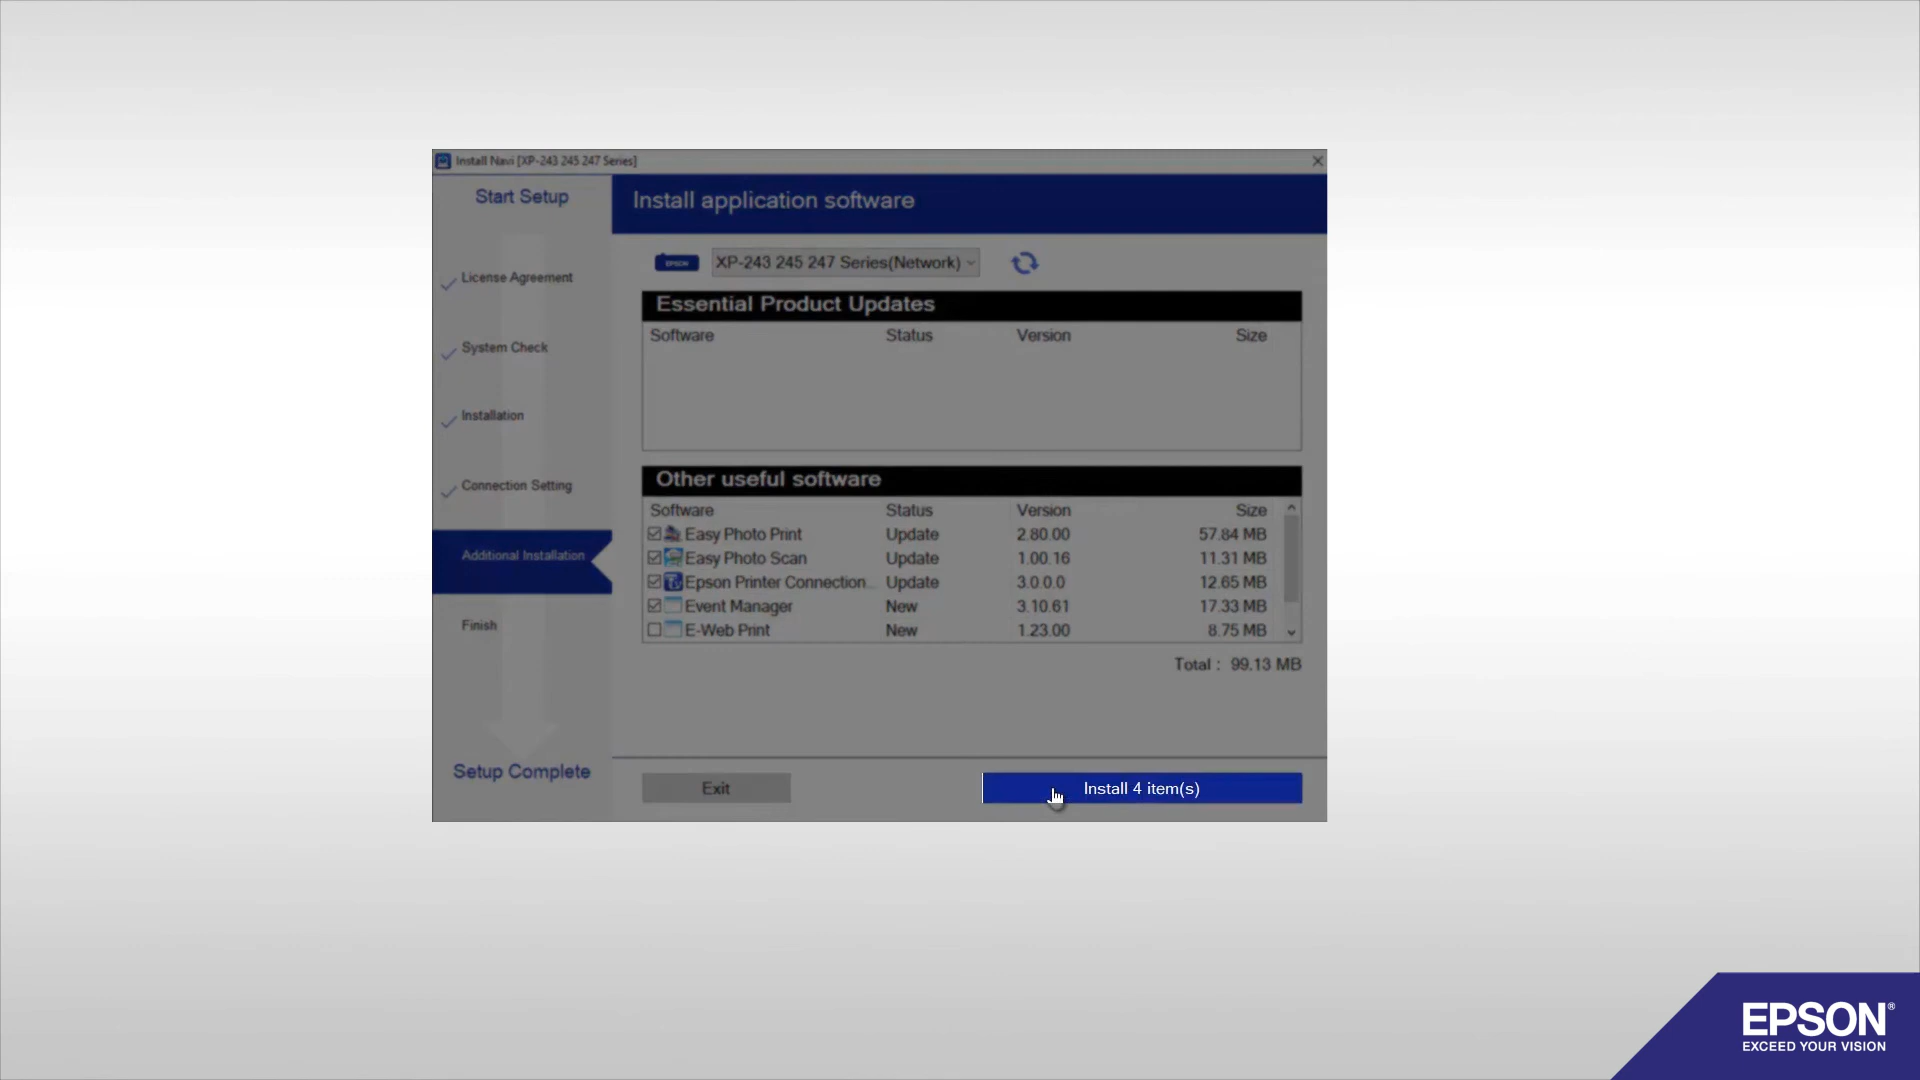 Install Navi [XP-243 245 247 Series]
Start Setup
License Agreement
System Check
Installation
Connection Setting
Additional Installation
Finish
Setup Complete
Install application software
EPSON
XP-243 245 247 Series(Network)
Essential Product Updates
Software Status Version Size
Other useful software
Software Status Version Size
Easy Photo Print Update 2.80.00 57.84 MB
Easy Photo Scan Update 1.00.16 11.31 MB
Epson Printer Connection... Update 3.0.0.0 12.65 MB
Event Manager New 3.10.61 17.33 MB
E-Web Print New 1.23.00 8.75 MB
Total : 99.13 MB
Exit
Install 4 item(s)
EPSON®
EXCEED YOUR VISION